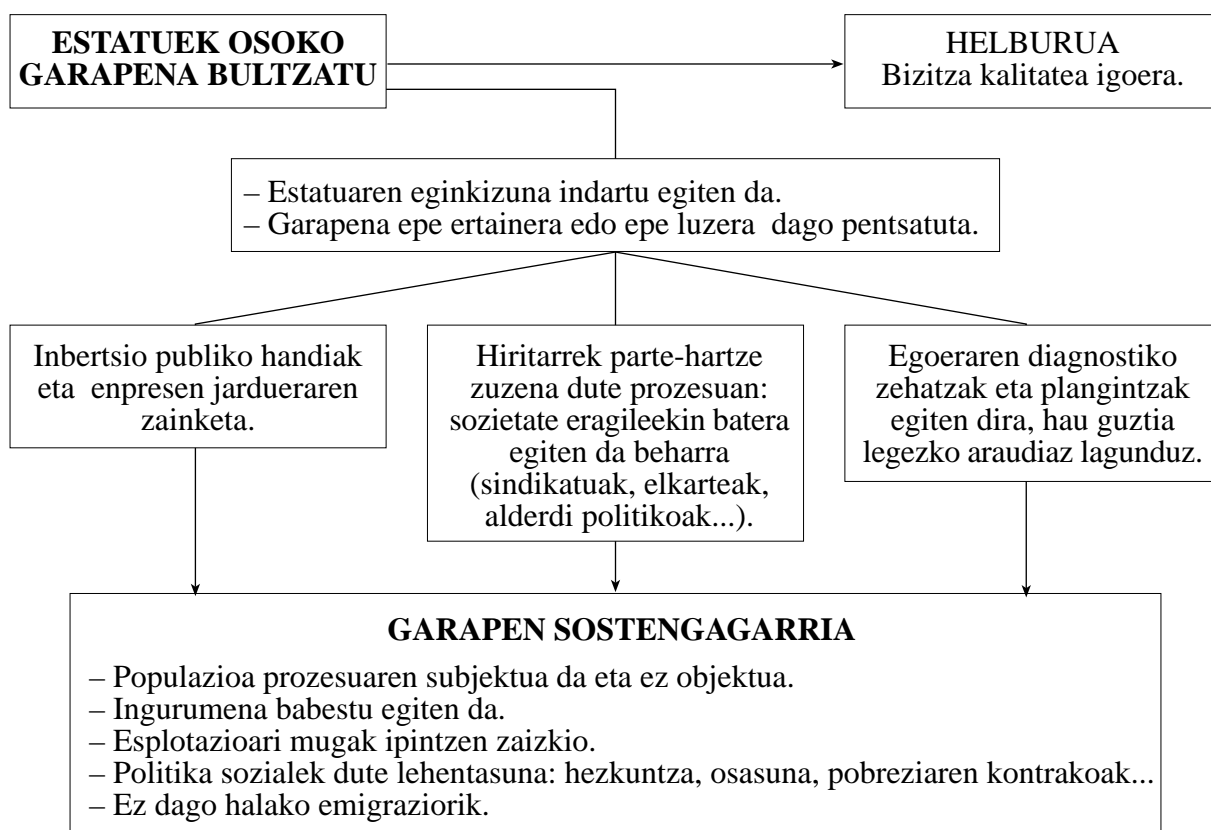 ESTATUEK OSOKO
GARAPENA BULTZATU
HELBURUA
Bizitza kalitatea igoera.
– Estatuaren eginkizuna indartu egiten da.
– Garapena epe ertainera edo epe luzera dago pentsatuta.
Inbertsio publiko handiak
eta enpresen jardueraren
zainketa.
Hiritarrek parte-hartze
zuzena dute prozesuan:
sozietate eragileekin batera
egiten da beharra
(sindikatuak, elkarteak,
alderdi politikoak...).
Egoeraren diagnostiko
zehatzak eta plangintzak
egiten dira, hau guztia
legezko araudiaz lagunduz.
GARAPEN SOSTENGAGARRIA
– Populazioa prozesuaren subjektua da eta ez objektua.
– Ingurumena babestu egiten da.
– Esplotazioari mugak ipintzen zaizkio.
– Politika sozialek dute lehentasuna: hezkuntza, osasuna, pobreziaren kontrakoak...
– Ez dago halako emigraziorik.